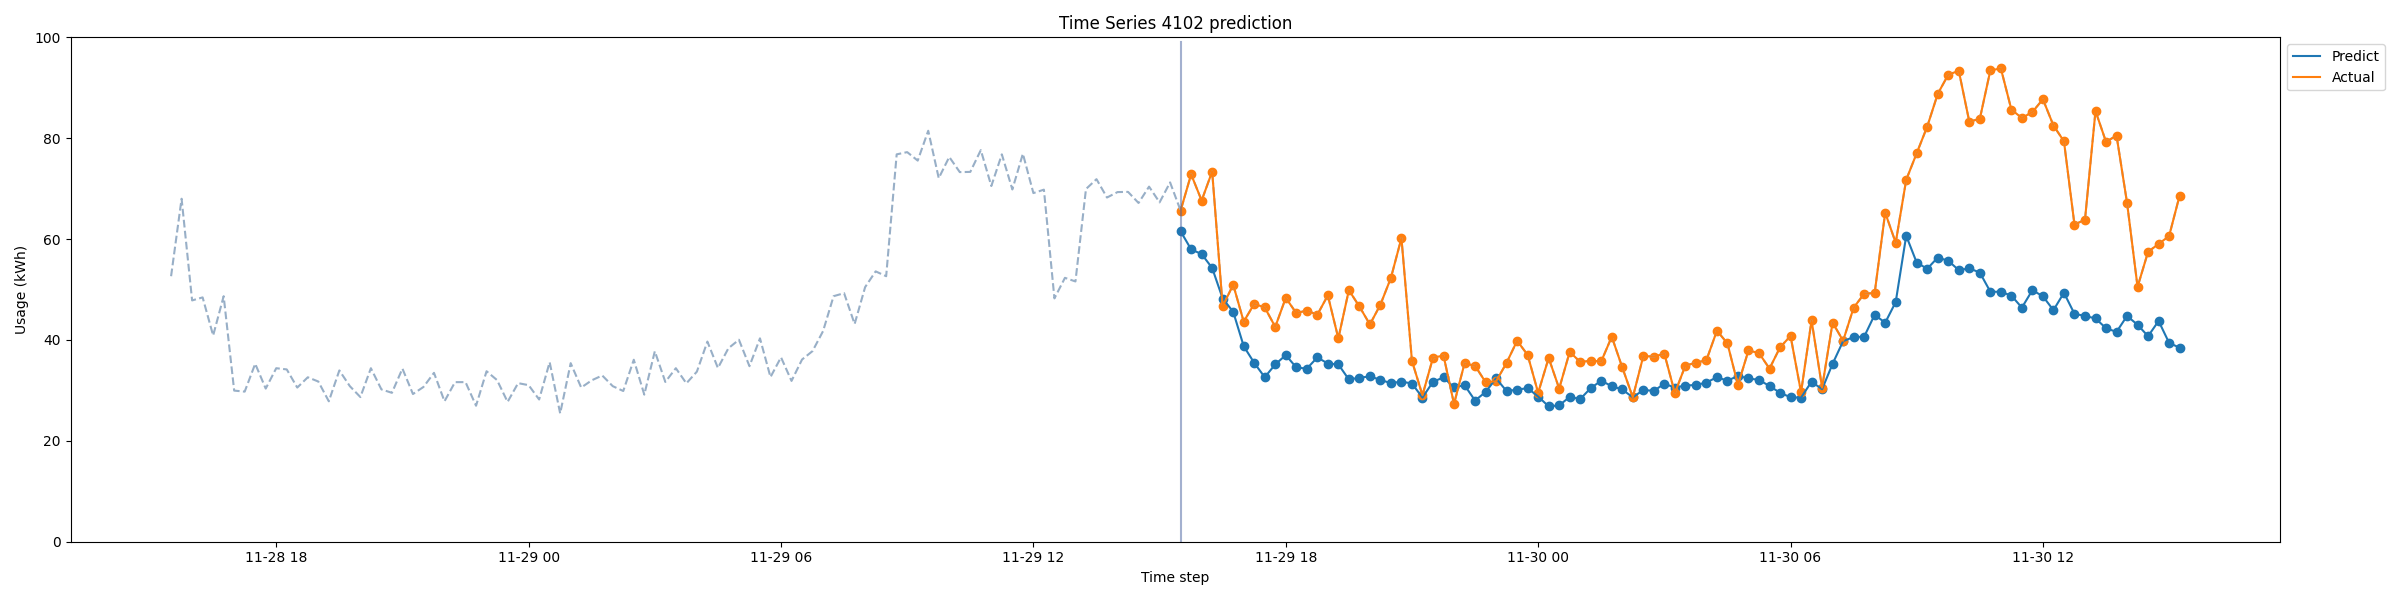 Time Series 4102 prediction
100
80
60
40
20
0
Usage (kWh)
11-28 18
11-29 00
11-29 06
11-29 12
11-29 18
11-30 00
11-30 06
11-30 12
Time step
Predict
Actual